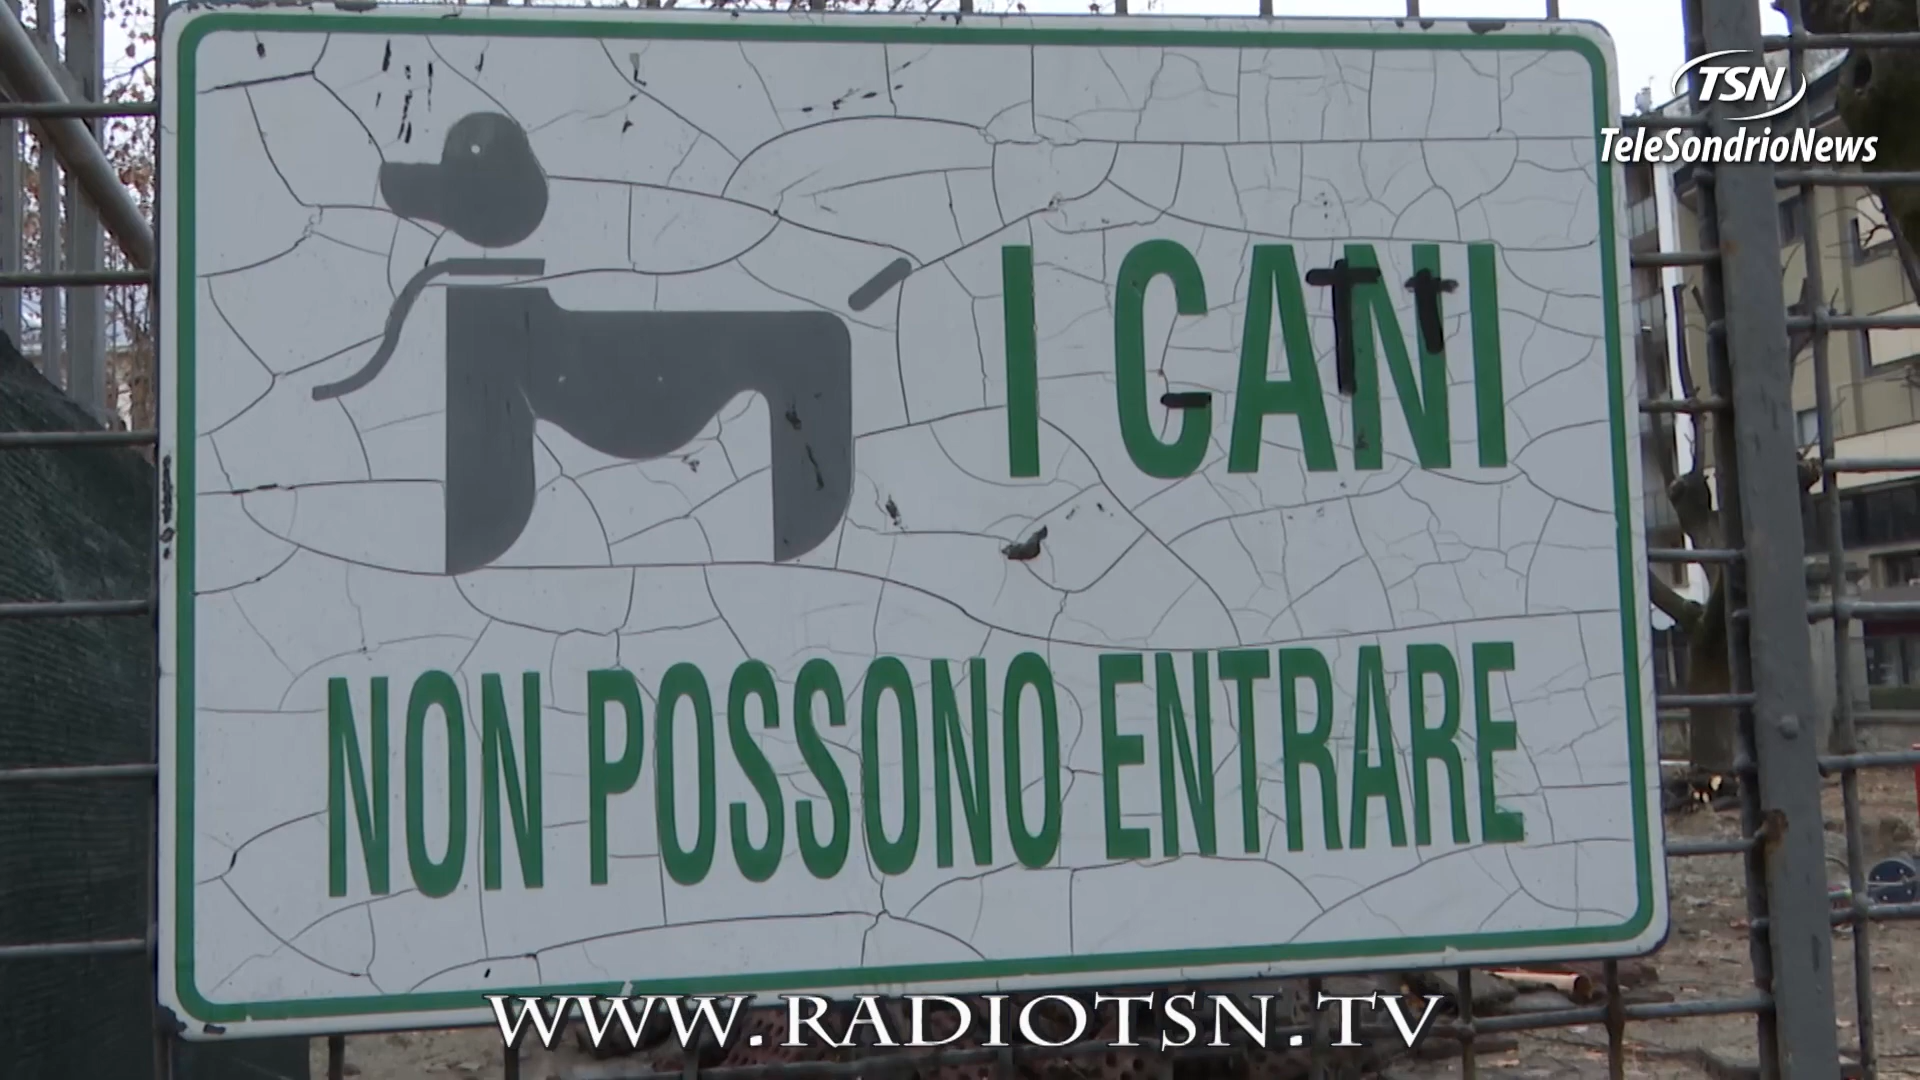 TSN
TeleSondrioNews
I CANI
NON POSSONO ENTRARE
WWW.RADIOTSN.TV